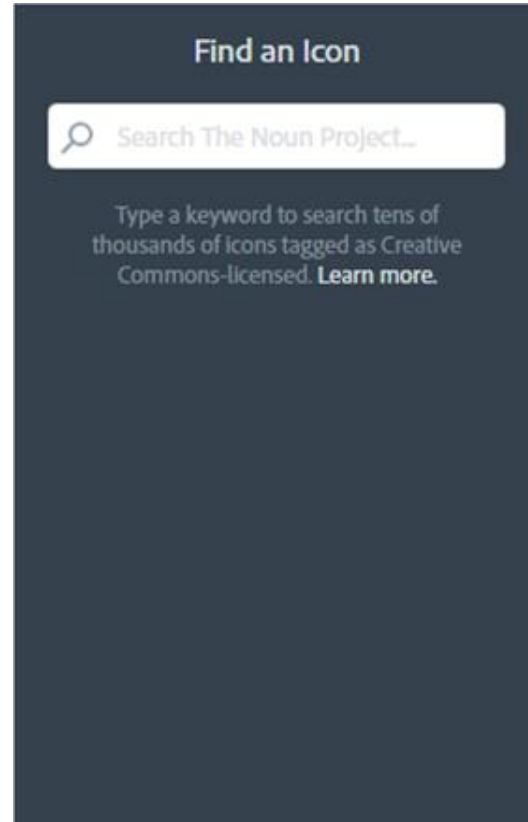 Find an Icon
Search The Noun Project...
Type a keyword to search tens of
thousands of icons tagged as Creative
Commons-licensed. Learn more.